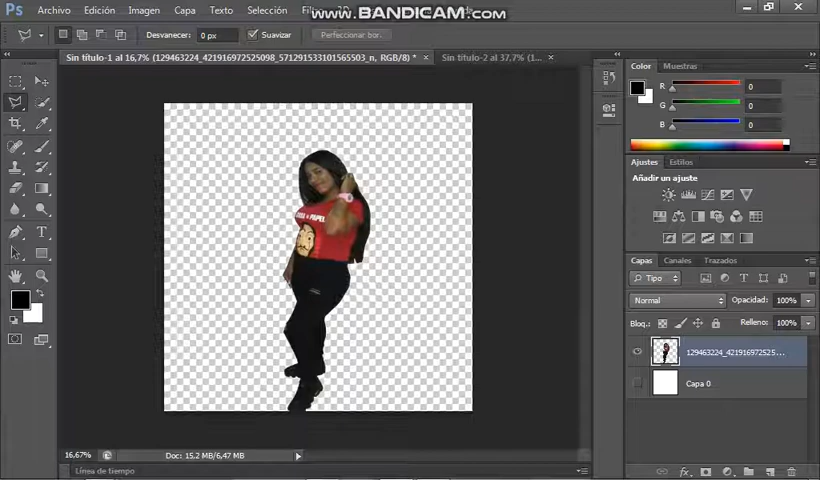 www.BANDICAM.com
Ps Archivo Edición Imagen Capa Texto Selección
Desvanecer: 0 px Suavizar Perfeccionar bor.
Sin título-1 al 16,7% (129463224_421916972525098_5712915331015655503_n, RGB/8) * × Sin título-2 al 37,7% (1... ×
Color Muestras
R 0
G 0
B 0
Ajustes Estilos
Añadir un ajuste
Capas Canales Trazados
Tipo
Normal Opacidad: 100%
Bloq.: Relleno: 100%
129463224_421916972525...
Capa 0
PAPEL
16,67% Doc: 15.2 MB/6,47 MB
Línea de tiempo